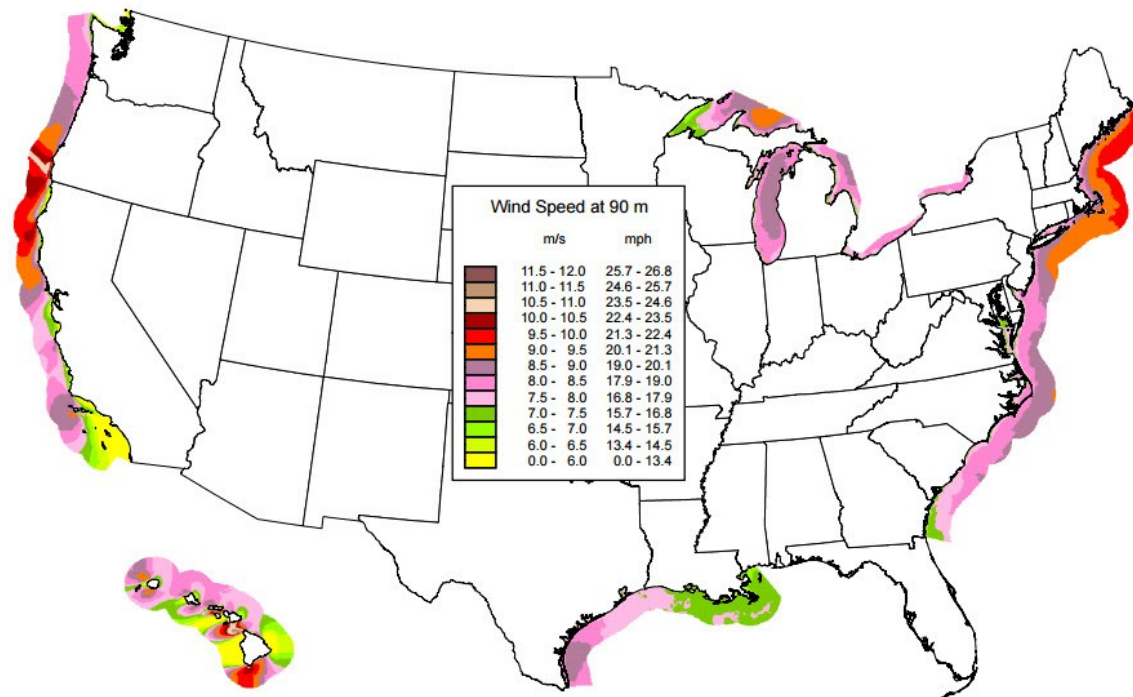 Wind Speed at 90 m
m/s mph
11.5 - 12.0 25.7 - 26.8
11.0 - 11.5 24.6 - 25.7
10.5 - 11.0 23.5 - 24.6
10.0 - 10.5 22.4 - 23.5
9.5 - 10.0 21.3 - 22.4
9.0 - 9.5 20.1 - 21.3
8.5 - 9.0 19.0 - 20.1
8.0 - 8.5 17.9 - 19.0
7.5 - 8.0 16.8 - 17.9
7.0 - 7.5 15.7 - 16.8
6.5 - 7.0 14.5 - 15.7
6.0 - 6.5 13.4 - 14.5
0.0 - 6.0 0.0 - 13.4